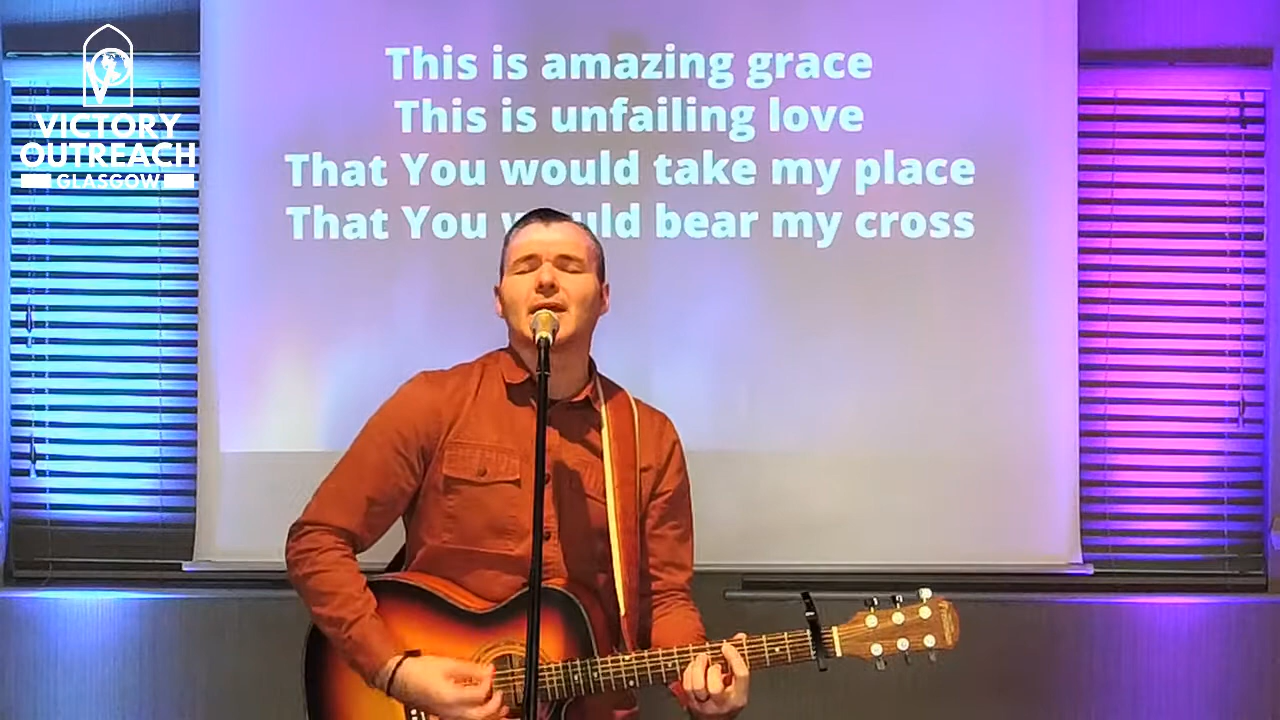 This is amazing grace
This is unfailing love
That You would take my place
That You would bear my cross
VICTORY
OUTREACH
GLASGOW